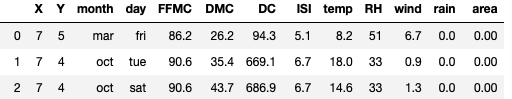 X Y month day FFMC DMC DC ISI temp RH wind rain area
0 7 5 mar fri 86.2 26.2 94.3 5.1 8.2 51 6.7 0.0 0.00
1 7 4 oct tue 90.6 35.4 669.1 6.7 18.0 33 0.9 0.0 0.00
2 7 4 oct sat 90.6 43.7 686.9 6.7 14.6 33 1.3 0.0 0.00